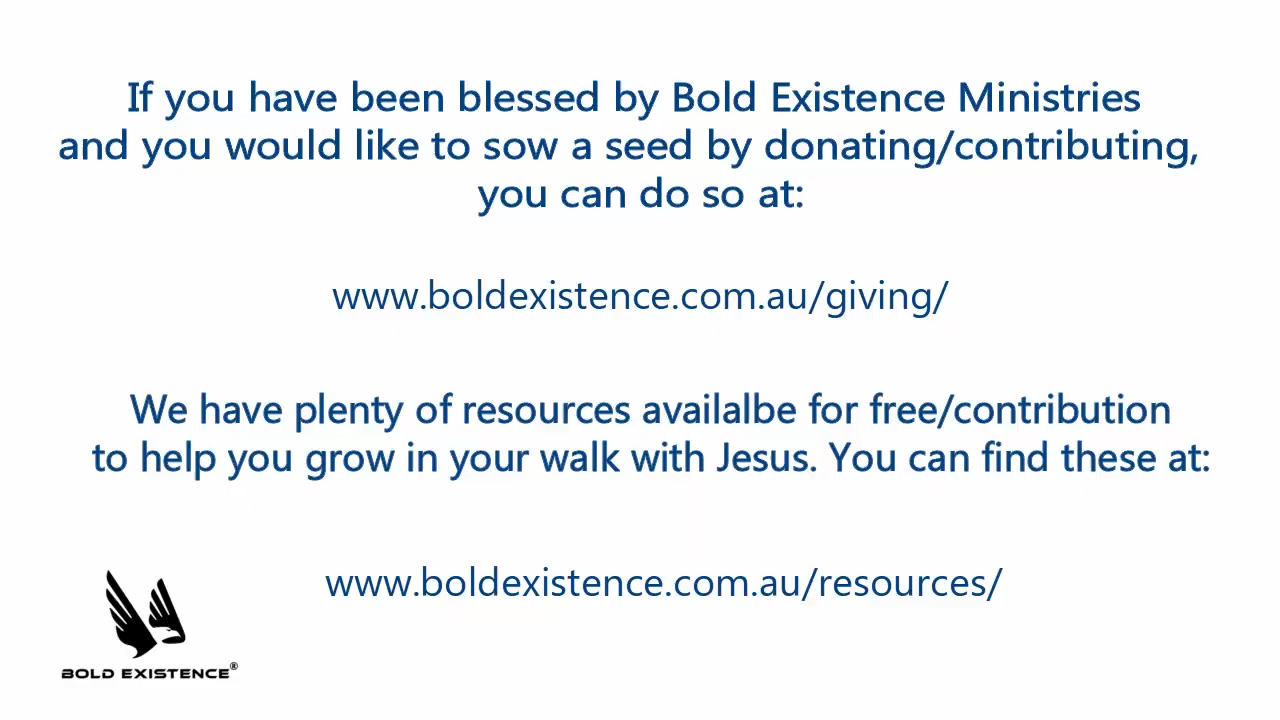 If you have been blessed by Bold Existence Ministries
and you would like to sow a seed by donating/contributing,
you can do so at:
www.boldexistence.com.au/giving/
We have plenty of resources availalbe for free/contribution
to help you grow in your walk with Jesus. You can find these at:
www.boldexistence.com.au/resources/
BOLD EXISTENCE®